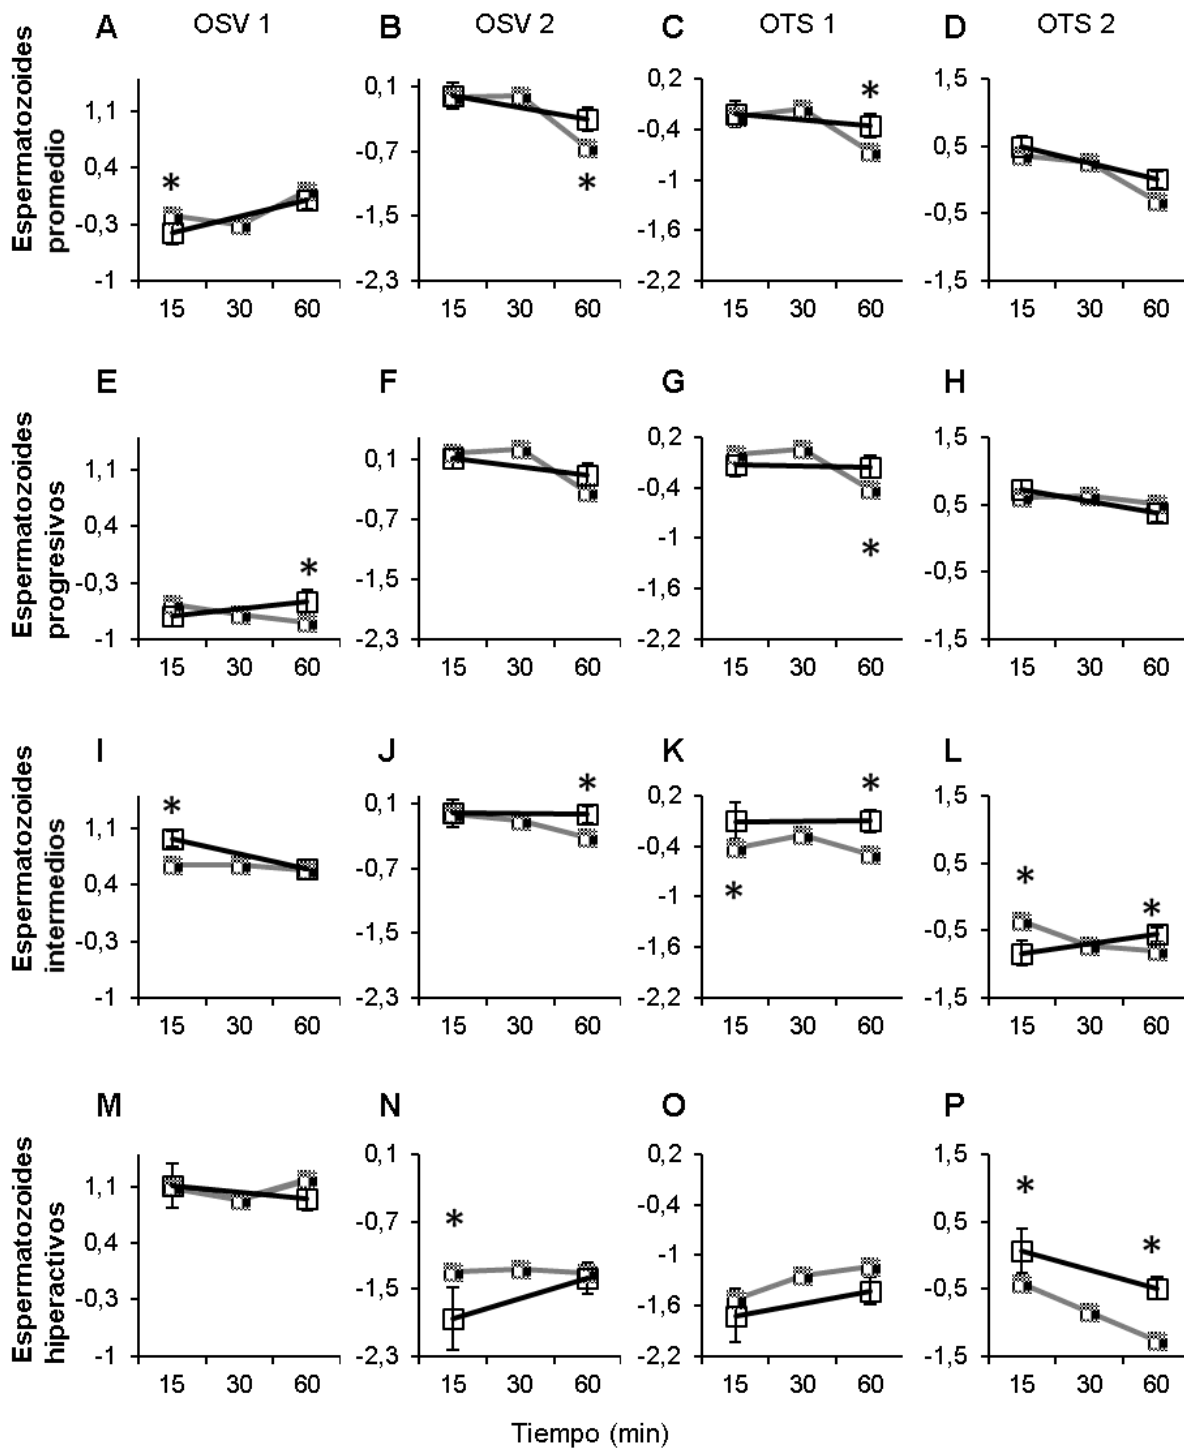 A OSV 1 B OSV 2 C OTS 1 D OTS 2
Espermatozoides
promedio
1,1 0,4 -0,3 -1
0,1 -0,7 -1,5 -2,3
0,2 -0,4 -1 -1,6 -2,2
1,5 0,5 -0,5 -1,5
* * *
15 30 60 15 30 60 15 30 60 15 30 60
E F G H
Espermatozoides
progresivos
1,1 0,4 -0,3 -1
0,1 -0,7 -1,5 -2,3
0,2 -0,4 -1 -1,6 -2,2
1,5 0,5 -0,5 -1,5
* *
15 30 60 15 30 60 15 30 60 15 30 60
I J K L
Espermatozoides
intermedios
1,1 0,4 -0,3 -1
0,1 -0,7 -1,5 -2,3
0,2 -0,4 -1 -1,6 -2,2
1,5 0,5 -0,5 -1,5
* * * * * *
15 30 60 15 30 60 15 30 60 15 30 60
M N O P
Espermatozoides
hiperactivos
1,1 0,4 -0,3 -1
0,1 -0,7 -1,5 -2,3
0,2 -0,4 -1 -1,6 -2,2
1,5 0,5 -0,5 -1,5
* * *
15 30 60 15 30 60 15 30 60 15 30 60
Tiempo (min)